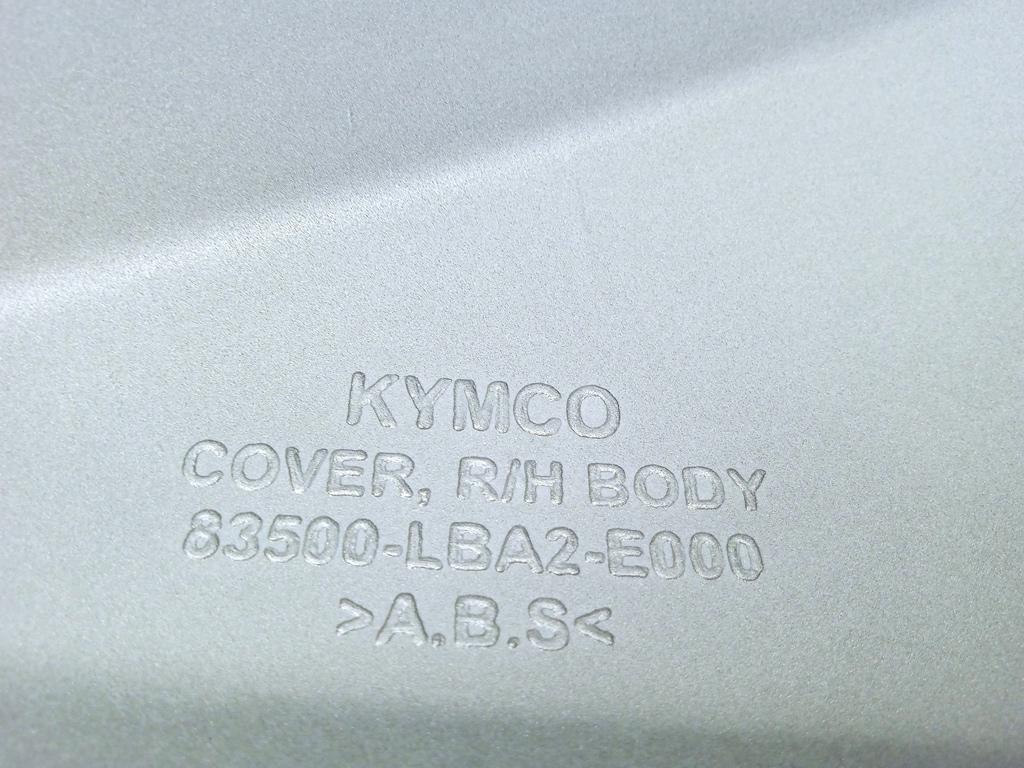 KYMCO
COVER, R/H BODY
83500-LBA2-E000
>A.B.S<